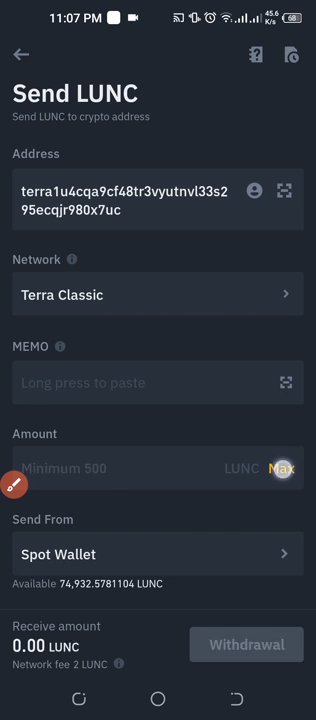 11:07 PM
45.6
K/s
68
Send LUNC
Send LUNC to crypto address
Address
terra1u4cqa9cf48tr3vyutnvl33s2
95ecqjr980x7uc
Network
Terra Classic
MEMO
Long press to paste
Amount
Minimum 500 LUNC Max
Send From
Spot Wallet
Available 74,932.5781104 LUNC
Receive amount
0.00 LUNC
Withdrawal
Network fee 2 LUNC